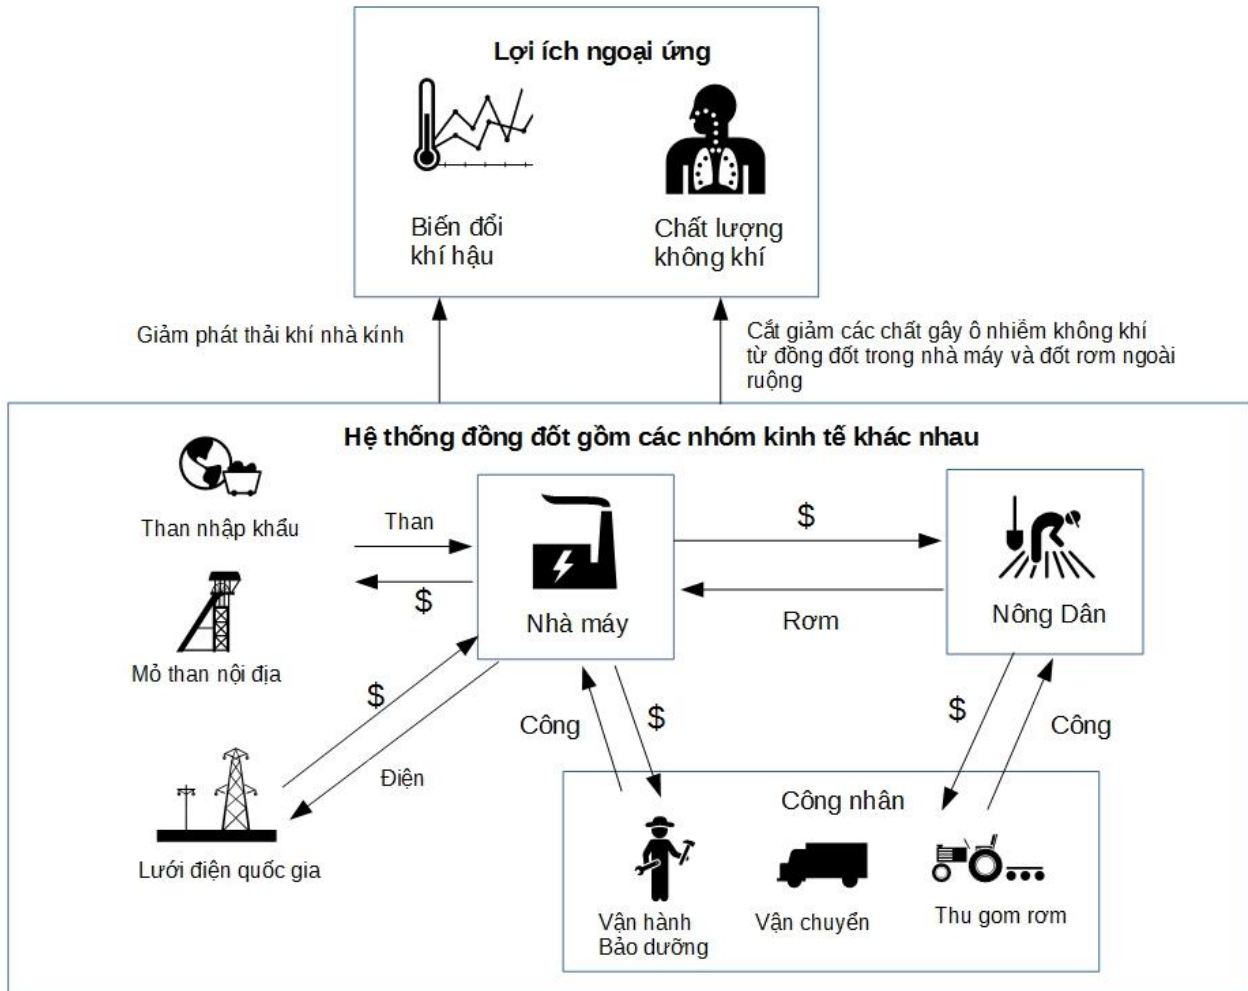 Lợi ích ngoại ứng
Biến đổi
khí hậu
Chất lượng
không khí
Giảm phát thải khí nhà kính
Cắt giảm các chất gây ô nhiễm không khí
từ đồng đốt trong nhà máy và đốt rơm ngoài
ruộng
Hệ thống đồng đốt gồm các nhóm kinh tế khác nhau
Than nhập khẩu
Than
$
Mỏ than nội địa
Nhà máy
$
Rơm
Nông Dân
$
Điện
Lưới điện quốc gia
Công
$
$
Công
Công nhân
Vận hành
Bảo dưỡng
Vận chuyển
Thu gom rơm